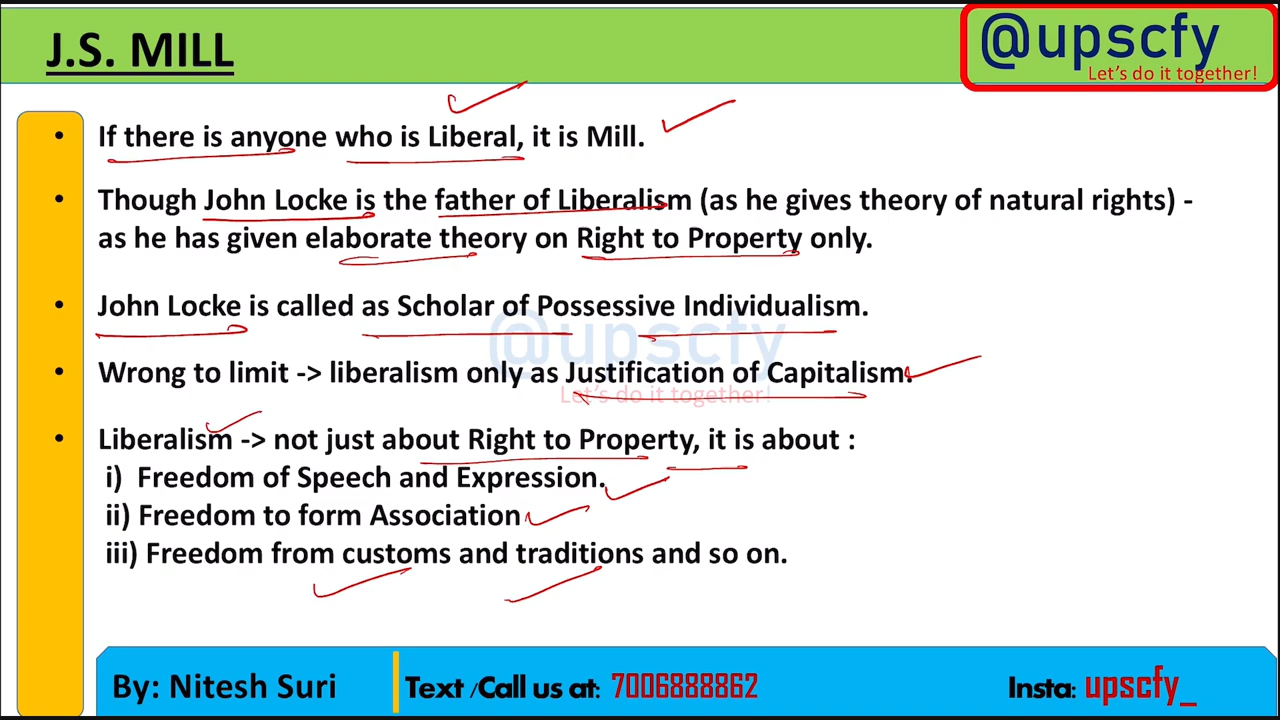 J.S. MILL
@upscfy
Let's do it together!
• If there is anyone who is Liberal, it is Mill.
• Though John Locke is the father of Liberalism (as he gives theory of natural rights) -
as he has given elaborate theory on Right to Property only.
• John Locke is called as Scholar of Possessive Individualism.
@upscfy
• Wrong to limit -> liberalism only as Justification of Capitalism.
Let's do it together!
• Liberalism -> not just about Right to Property, it is about :
i) Freedom of Speech and Expression.
ii) Freedom to form Association
iii) Freedom from customs and traditions and so on.
By: Nitesh Suri
Text /Call us at: 7006888862
Insta: upscfy_